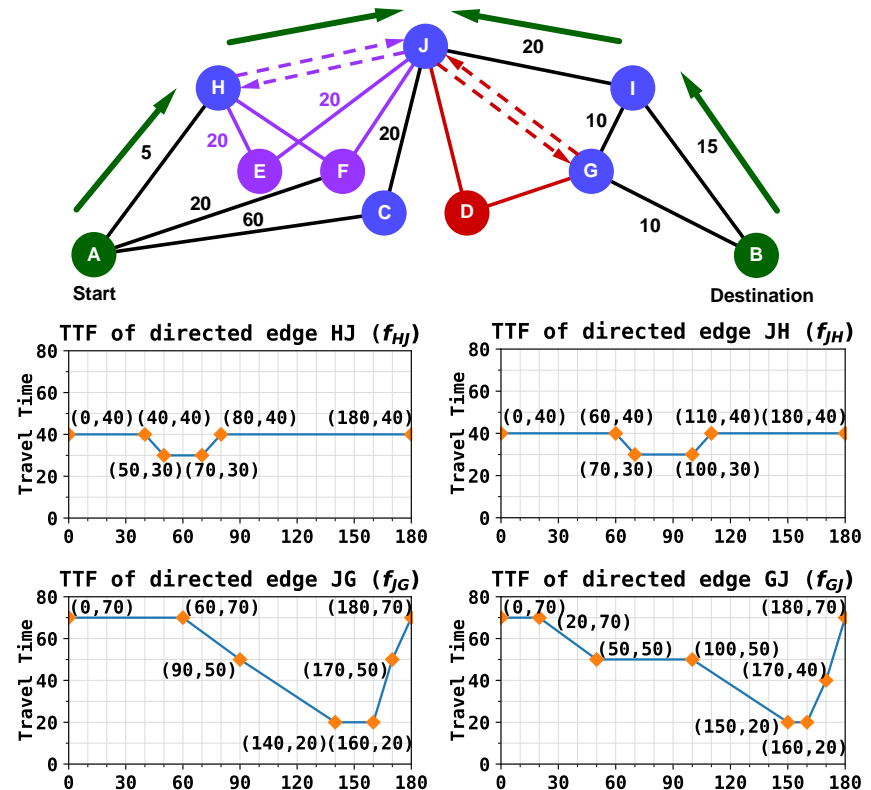 J
20
H
I
20
10
5
20
20
15
E
F
G
20
C
D
60
10
A
B
Start
Destination
TTF of directed edge HJ (fHJ)
TTF of directed edge JH (fJH)
80
60
40
20
0
Travel Time
(0,40)
(40,40)
(80,40)
(180,40)
(50,30)
(70,30)
0 30 60 90 120 150 180
80
60
40
20
0
Travel Time
(0,40)
(60,40)
(110,40)
(180,40)
(70,30)
(100,30)
0 30 60 90 120 150 180
TTF of directed edge JG (fJG)
TTF of directed edge GJ (fGJ)
80
60
40
20
0
Travel Time
(0,70)
(60,70)
(180,70)
(90,50)
(170,50)
(140,20)
(160,20)
0 30 60 90 120 150 180
80
60
40
20
0
Travel Time
(0,70)
(180,70)
(20,70)
(50,50)
(100,50)
(170,40)
(150,20)
(160,20)
0 30 60 90 120 150 180